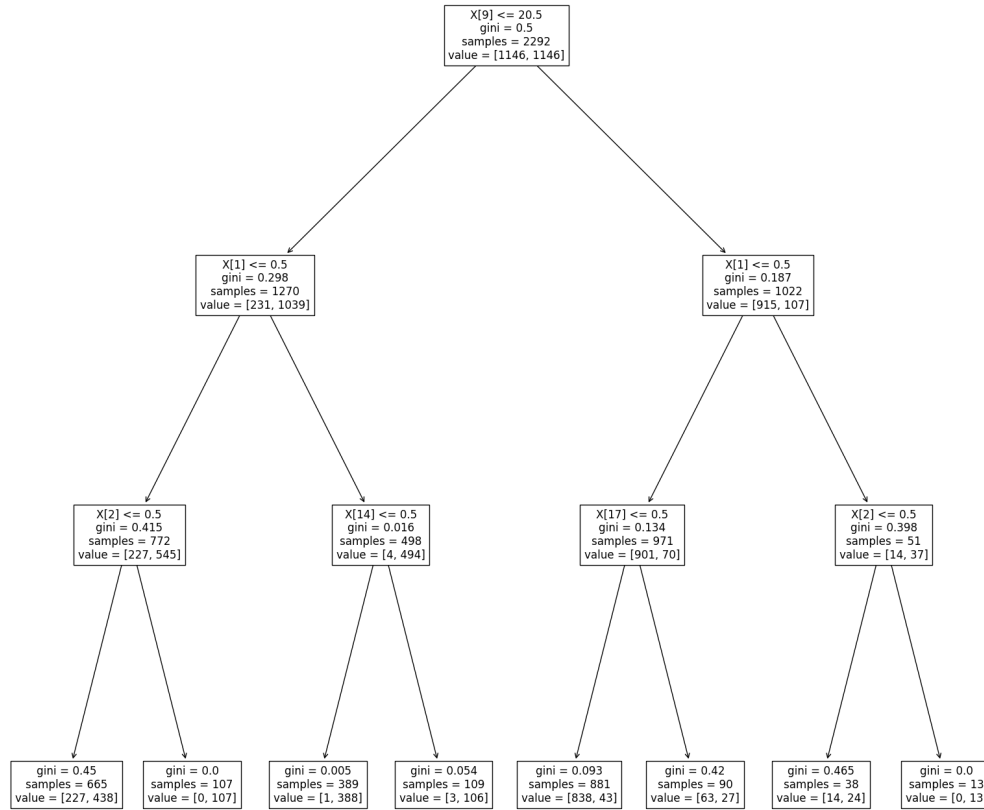 X[9] <= 20.5
gini = 0.5
samples = 2292
value = [1146, 1146]
X[1] <= 0.5
gini = 0.298
samples = 1270
value = [231, 1039]
X[1] <= 0.5
gini = 0.187
samples = 1022
value = [915, 107]
X[2] <= 0.5
gini = 0.415
samples = 772
value = [227, 545]
X[14] <= 0.5
gini = 0.016
samples = 498
value = [4, 494]
X[17] <= 0.5
gini = 0.134
samples = 971
value = [901, 70]
X[2] <= 0.5
gini = 0.398
samples = 51
value = [14, 37]
gini = 0.45
samples = 665
value = [227, 438]
gini = 0.0
samples = 107
value = [0, 107]
gini = 0.005
samples = 389
value = [1, 388]
gini = 0.054
samples = 109
value = [3, 106]
gini = 0.093
samples = 881
value = [838, 43]
gini = 0.42
samples = 90
value = [63, 27]
gini = 0.465
samples = 38
value = [14, 24]
gini = 0.0
samples = 13
value = [0, 13